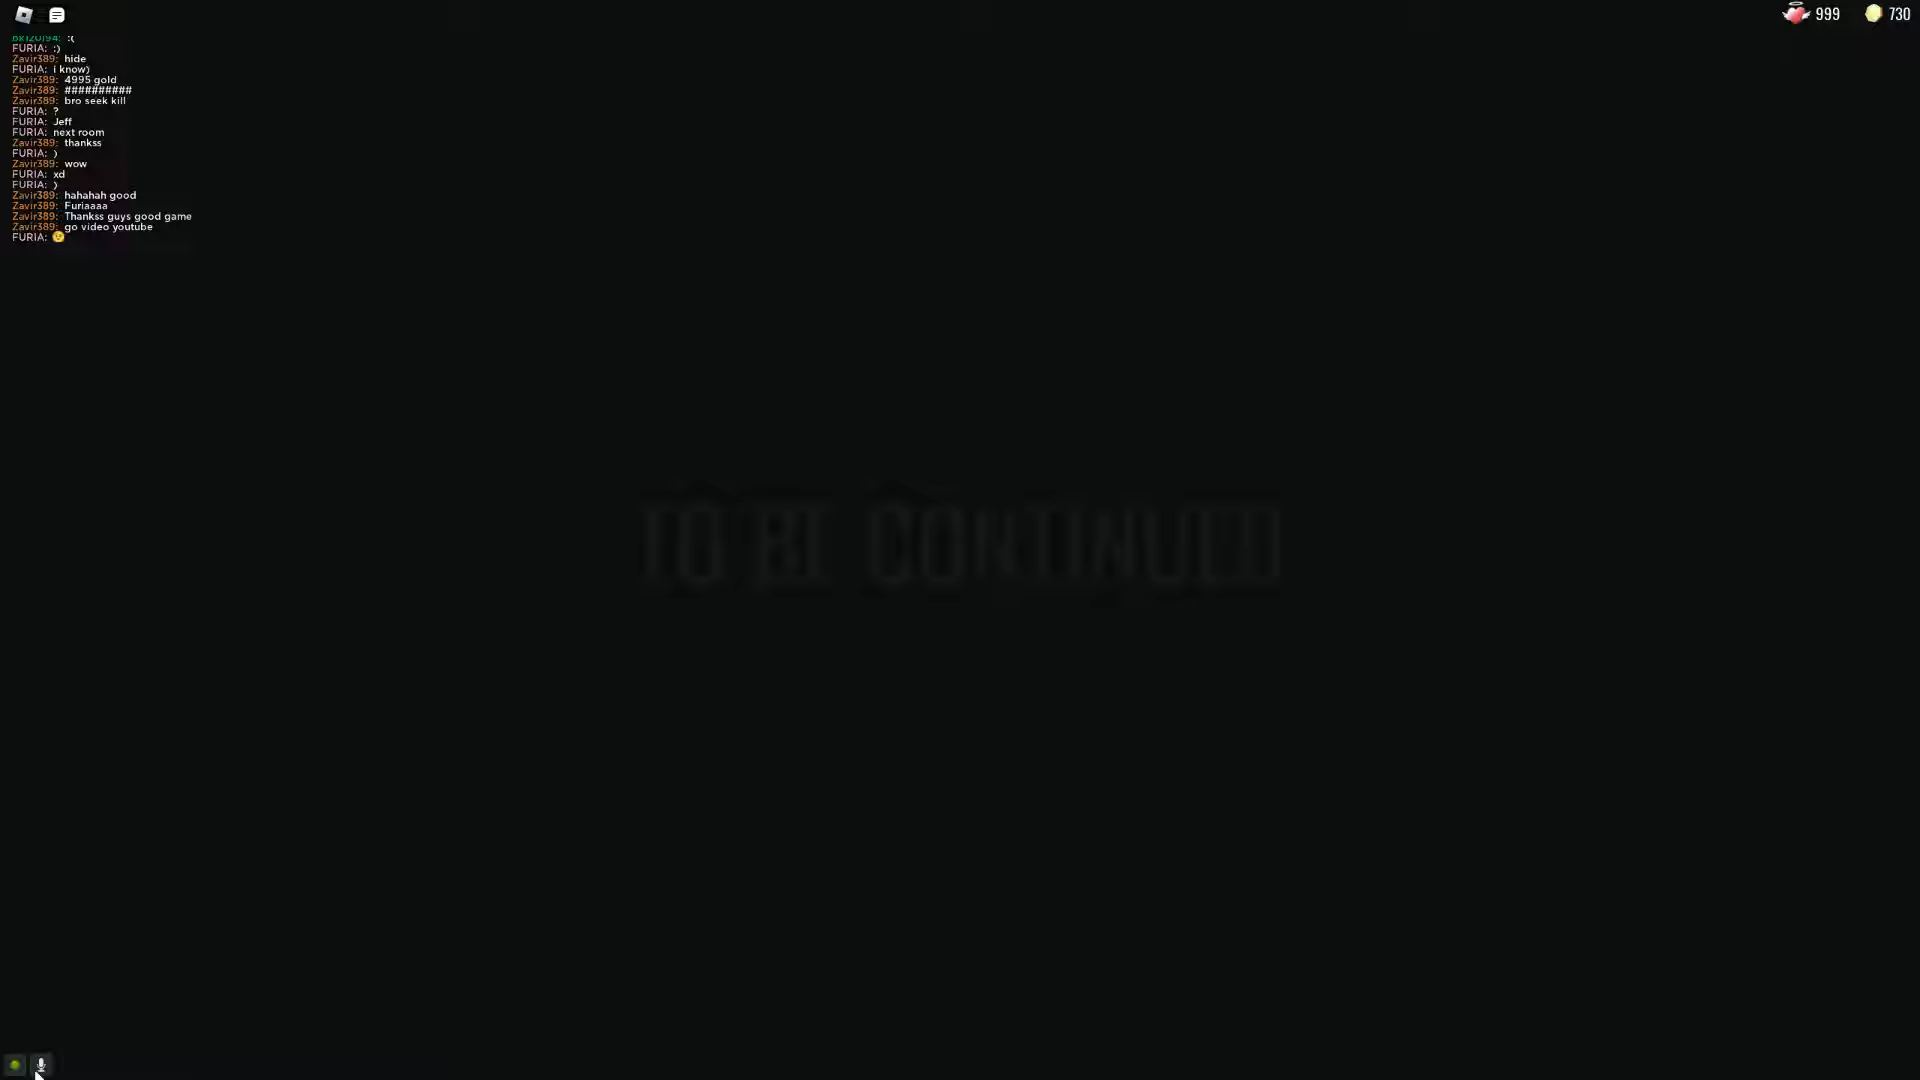 999
730
:(
FURIA: :)
Zavir389: hide
FURIA: i know)
Zavir389: 4995 gold
Zavir389: ##########
Zavir389: bro seek kill
FURIA: ?
FURIA: Jeff
FURIA: next room
Zavir389: thankss
FURIA: )
Zavir389: wow
FURIA: xd
FURIA: )
Zavir389: hahahah good
Zavir389: Furiaaaa
Zavir389: Thankss guys good game
Zavir389: go video youtube
FURIA: 😉
TO BE CONTINUED